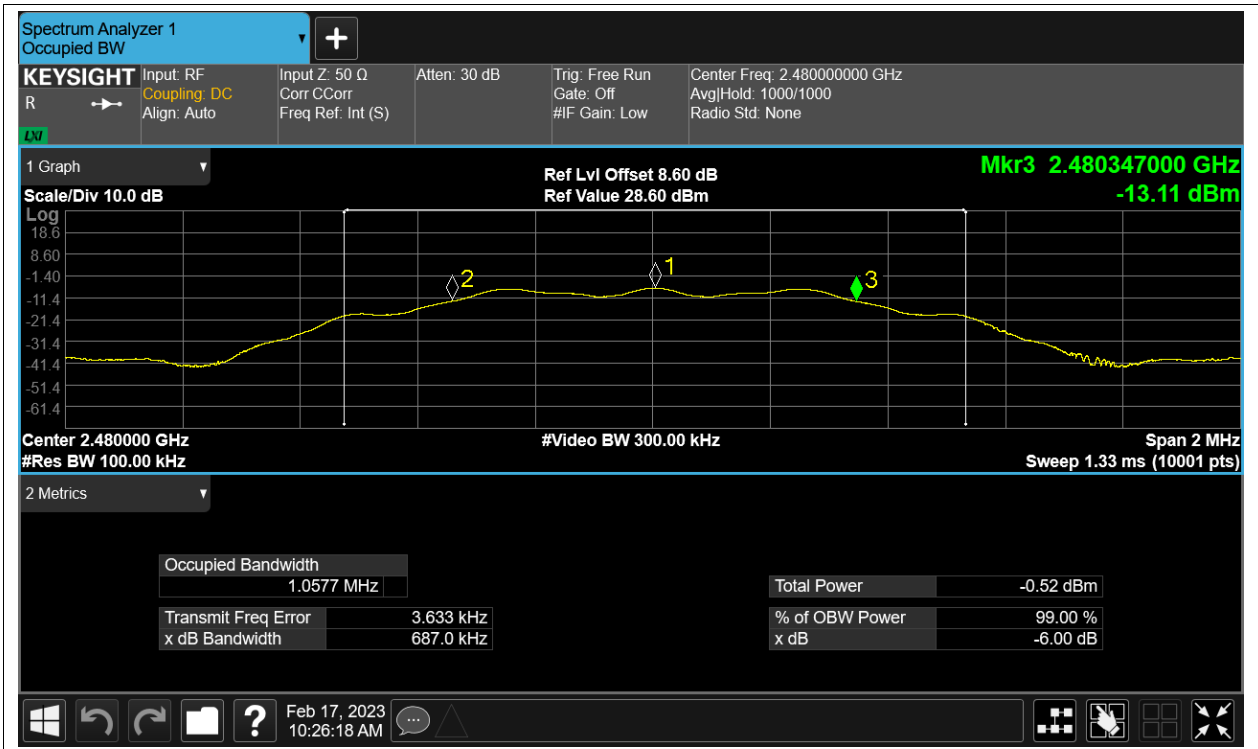 Spectrum Analyzer 1
Occupied BW
KEYSIGHT
R
LXI
Input: RF
Coupling: DC
Align: Auto
Input Z: 50 Ω
Corr CCorr
Freq Ref: Int (S)
Atten: 30 dB
Trig: Free Run
Gate: Off
#IF Gain: Low
Center Freq: 2.480000000 GHz
Avg|Hold: 1000/1000
Radio Std: None
1 Graph
Scale/Div 10.0 dB
Ref Lvl Offset 8.60 dB
Ref Value 28.60 dBm
Mkr3 2.480347000 GHz
-13.11 dBm
Log
18.6
8.60
-1.40
-11.4
-21.4
-31.4
-41.4
-51.4
-61.4
2
1
3
Center 2.480000 GHz
#Res BW 100.00 kHz
#Video BW 300.00 kHz
Span 2 MHz
Sweep 1.33 ms (10001 pts)
2 Metrics
Occupied Bandwidth
1.0577 MHz
Transmit Freq Error 3.633 kHz
x dB Bandwidth 687.0 kHz
Total Power -0.52 dBm
% of OBW Power 99.00 %
x dB -6.00 dB
?
Feb 17, 2023
10:26:18 AM